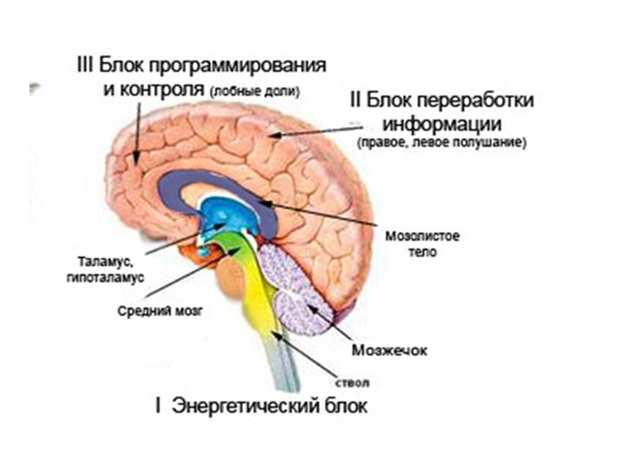 III Блок программирования
и контроля (лобные доли)
II Блок переработки
информации
(правое, левое полушание)
Мозолистое
тело
Таламус,
гипоталамус
Средний мозг
Мозжечок
ствол
I Энергетический блок